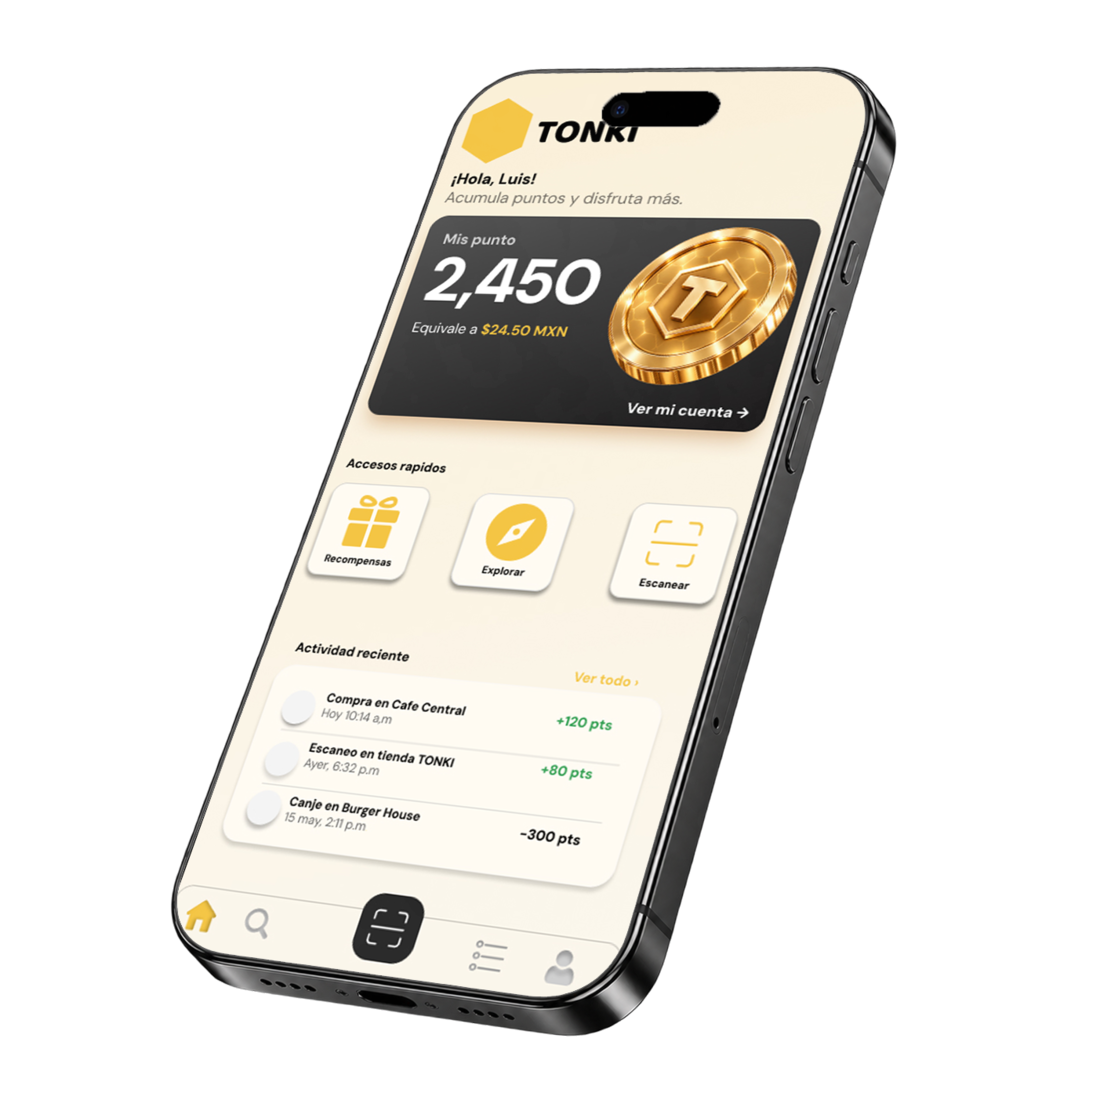 TONKI
¡Hola, Luis!
Acumula puntos y disfruta más.
Mis punto
2,450
Equivale a $24.50 MXN
T
Ver mi cuenta →
Accesos rapidos
Recompensas
Explorar
Escanear
Actividad reciente
Ver todo ›
Compra en Cafe Central
Hoy 10:14 a,m
+120 pts
Escaneo en tienda TONKI
Ayer, 6:32 p.m
+80 pts
Canje en Burger House
15 may, 2:11 p.m
-300 pts